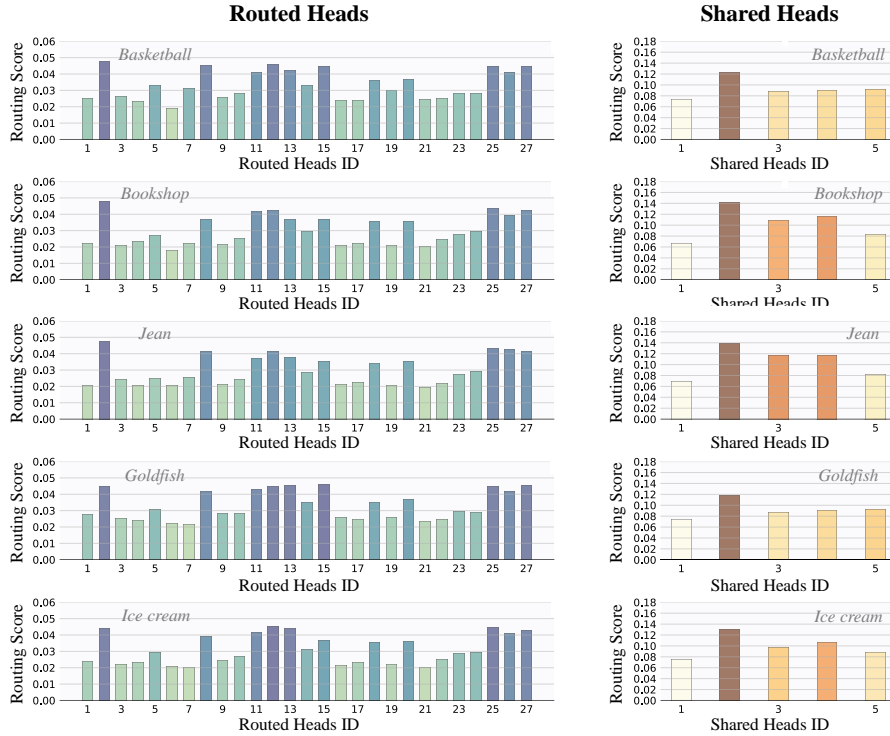 Routed Heads
Shared Heads
Routing Score
0.06
0.05
0.04
0.03
0.02
0.01
0.00
Basketball
1 3 5 7 9 11 13 15 17 19 21 23 25 27
Routed Heads ID
Routing Score
0.18
0.16
0.14
0.12
0.10
0.08
0.06
0.04
0.02
0.00
Basketball
1 3 5
Shared Heads ID
Routing Score
0.06
0.05
0.04
0.03
0.02
0.01
0.00
Bookshop
1 3 5 7 9 11 13 15 17 19 21 23 25 27
Routed Heads ID
Routing Score
0.18
0.16
0.14
0.12
0.10
0.08
0.06
0.04
0.02
0.00
Bookshop
1 3 5
Shared Heads ID
Routing Score
0.06
0.05
0.04
0.03
0.02
0.01
0.00
Jean
1 3 5 7 9 11 13 15 17 19 21 23 25 27
Routed Heads ID
Routing Score
0.18
0.16
0.14
0.12
0.10
0.08
0.06
0.04
0.02
0.00
Jean
1 3 5
Shared Heads ID
Routing Score
0.06
0.05
0.04
0.03
0.02
0.01
0.00
Goldfish
1 3 5 7 9 11 13 15 17 19 21 23 25 27
Routed Heads ID
Routing Score
0.18
0.16
0.14
0.12
0.10
0.08
0.06
0.04
0.02
0.00
Goldfish
1 3 5
Shared Heads ID
Routing Score
0.06
0.05
0.04
0.03
0.02
0.01
0.00
Ice cream
1 3 5 7 9 11 13 15 17 19 21 23 25 27
Routed Heads ID
Routing Score
0.18
0.16
0.14
0.12
0.10
0.08
0.06
0.04
0.02
0.00
Ice cream
1 3 5
Shared Heads ID